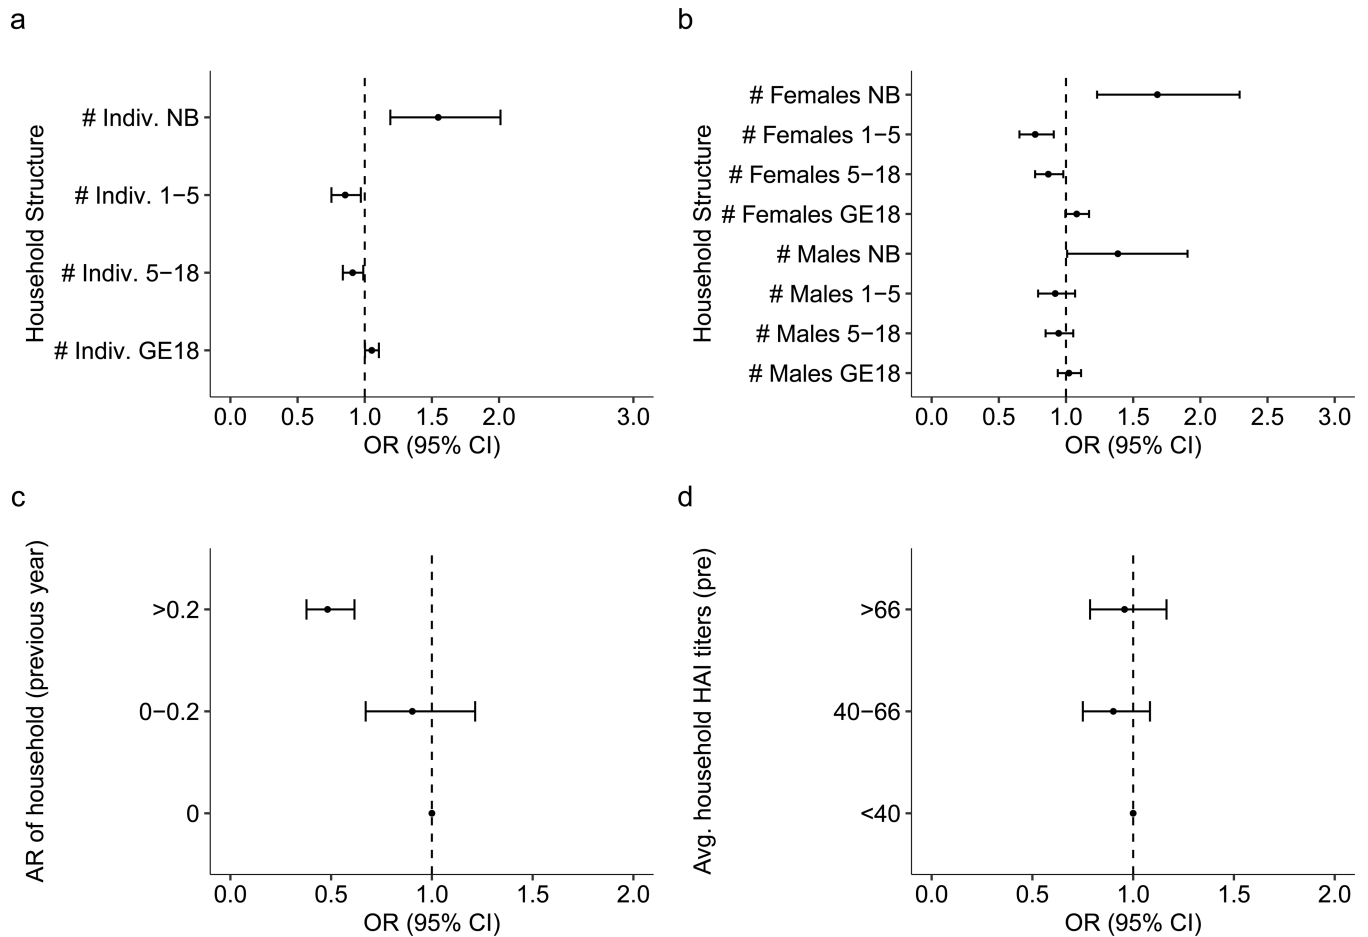 a
Household Structure
# Indiv. NB
# Indiv. 1−5
# Indiv. 5−18
# Indiv. GE18
0.0 0.5 1.0 1.5 2.0 3.0
OR (95% CI)
b
Household Structure
# Females NB
# Females 1−5
# Females 5−18
# Females GE18
# Males NB
# Males 1−5
# Males 5−18
# Males GE18
0.0 0.5 1.0 1.5 2.0 2.5 3.0
OR (95% CI)
c
AR of household (previous year)
>0.2
0−0.2
0
0.0 0.5 1.0 1.5 2.0
OR (95% CI)
d
Avg. household HAI titers (pre)
>66
40−66
<40
0.0 0.5 1.0 1.5 2.0
OR (95% CI)